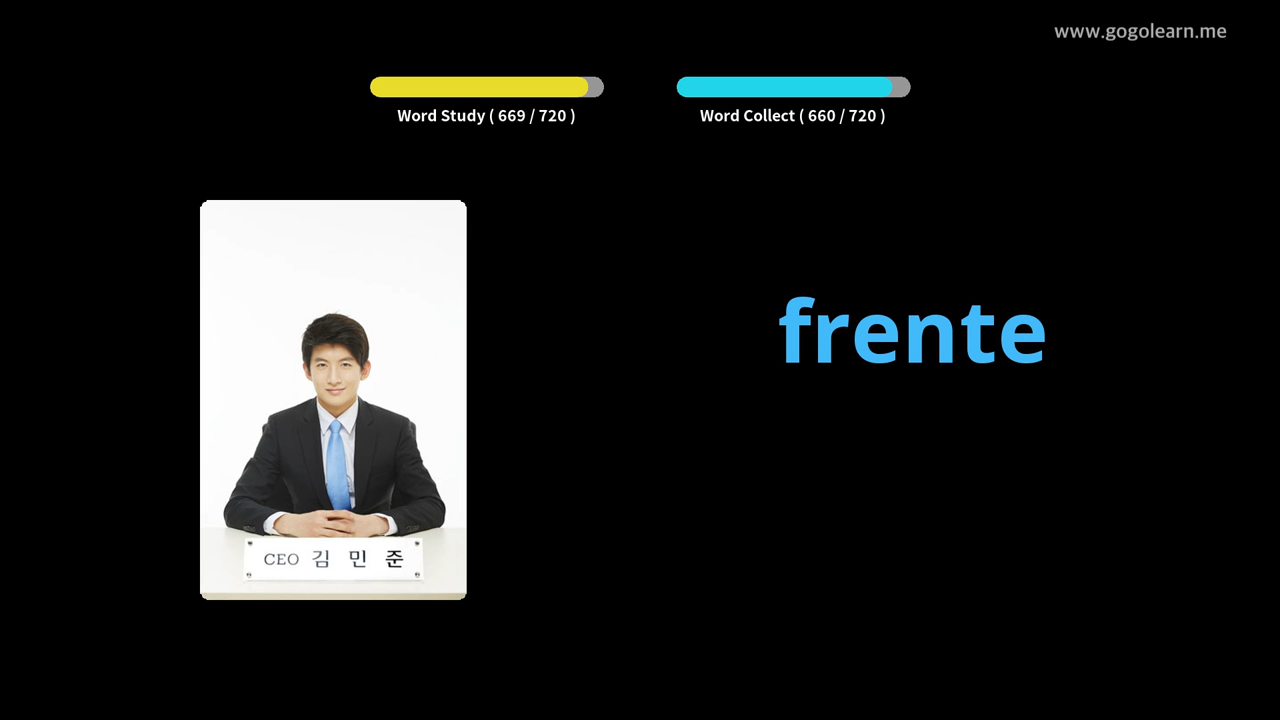 www.gogolearn.me
Word Study ( 669 / 720 )
Word Collect ( 660 / 720 )
frente
CEO 김 민 준